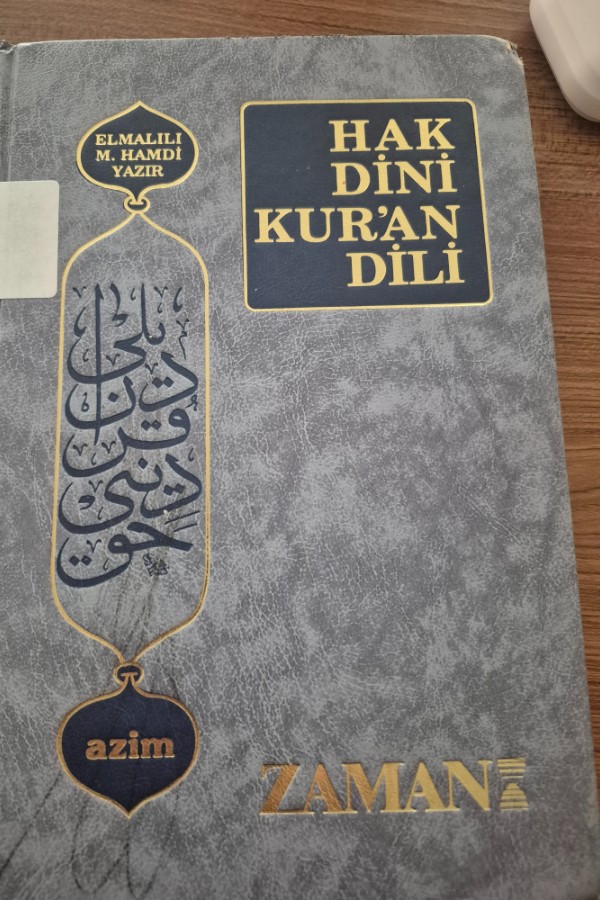 ELMALILI
M. HAMDİ
YAZIR
HAK
DİNİ
KUR'AN
DİLİ
حق دینی قرآن دیلی
azim
ZAMAN